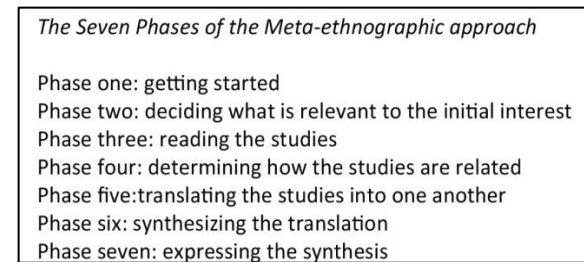 The Seven Phases of the Meta-ethnographic approach
Phase one: getting started
Phase two: deciding what is relevant to the initial interest
Phase three: reading the studies
Phase four: determining how the studies are related
Phase five:translating the studies into one another
Phase six: synthesizing the translation
Phase seven: expressing the synthesis